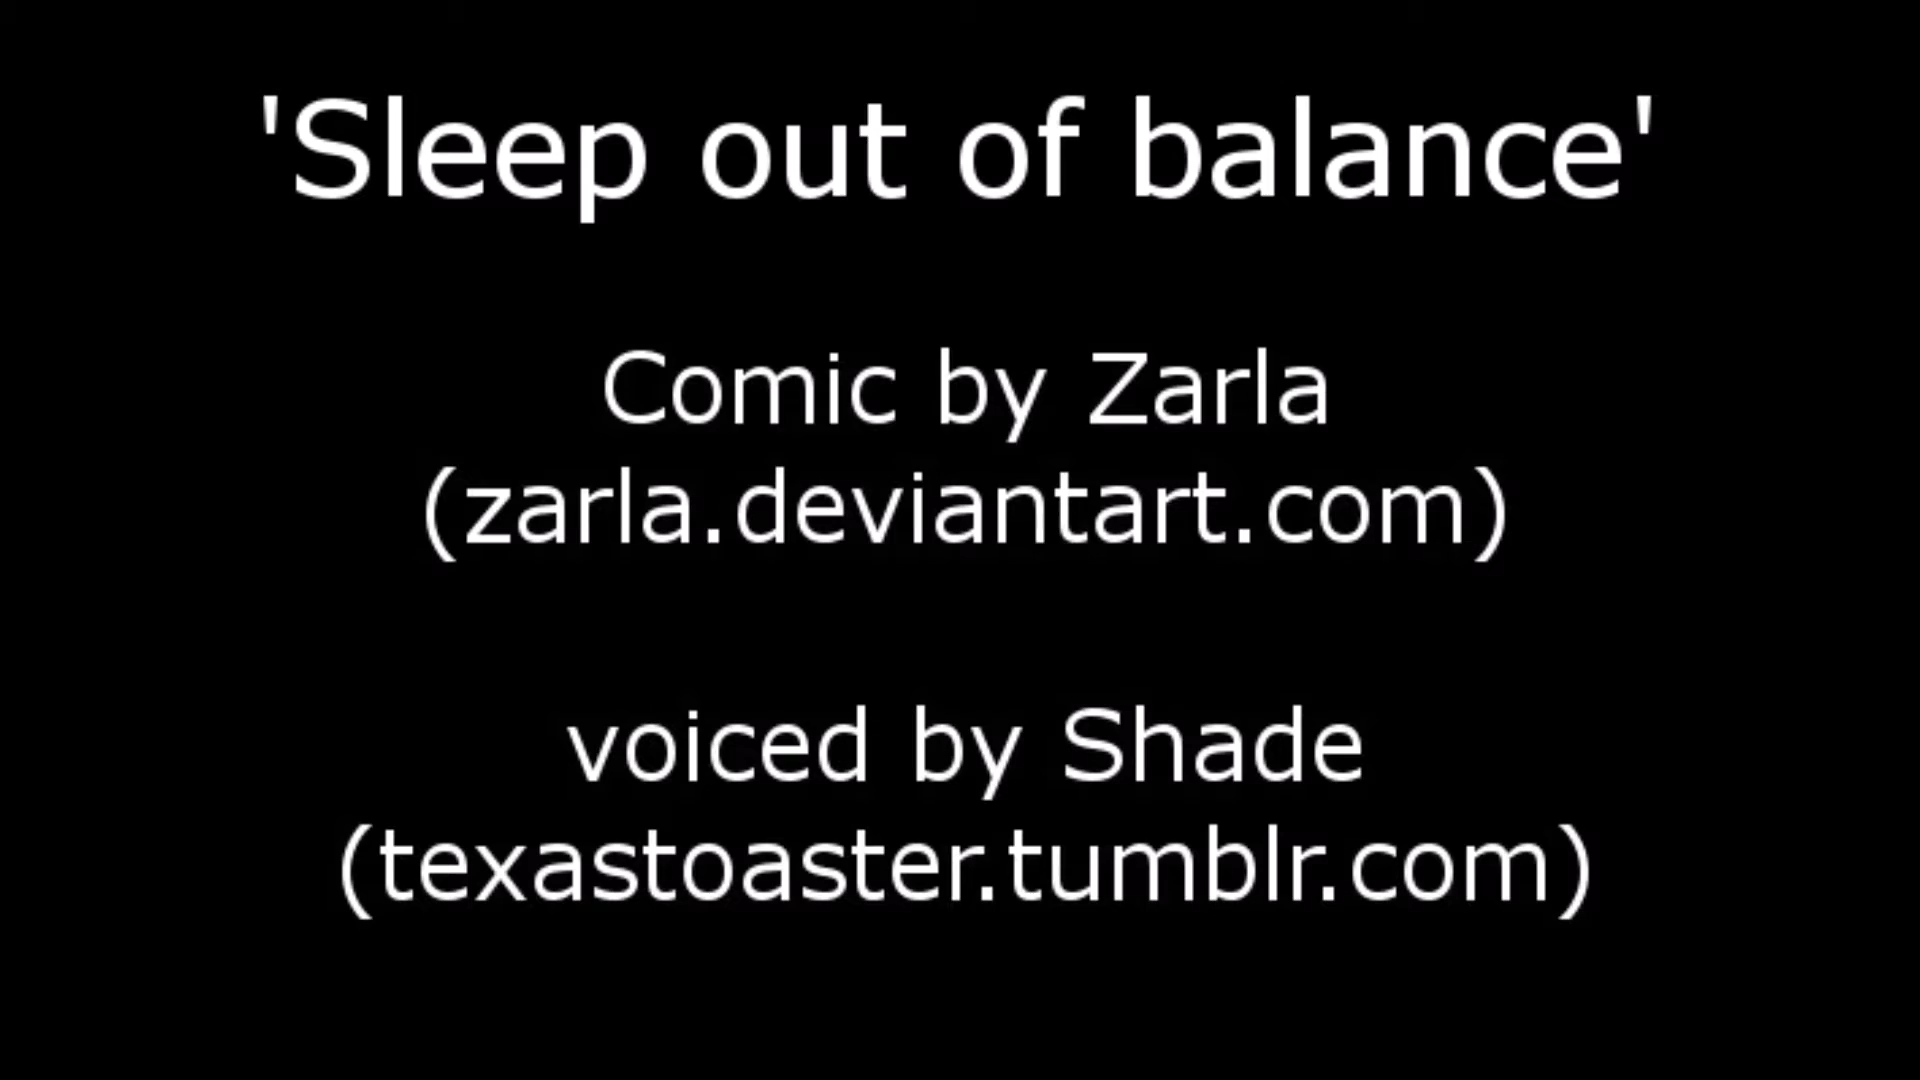 'Sleep out of balance'
Comic by Zarla
(zarla.deviantart.com)
voiced by Shade
(texastoaster.tumblr.com)